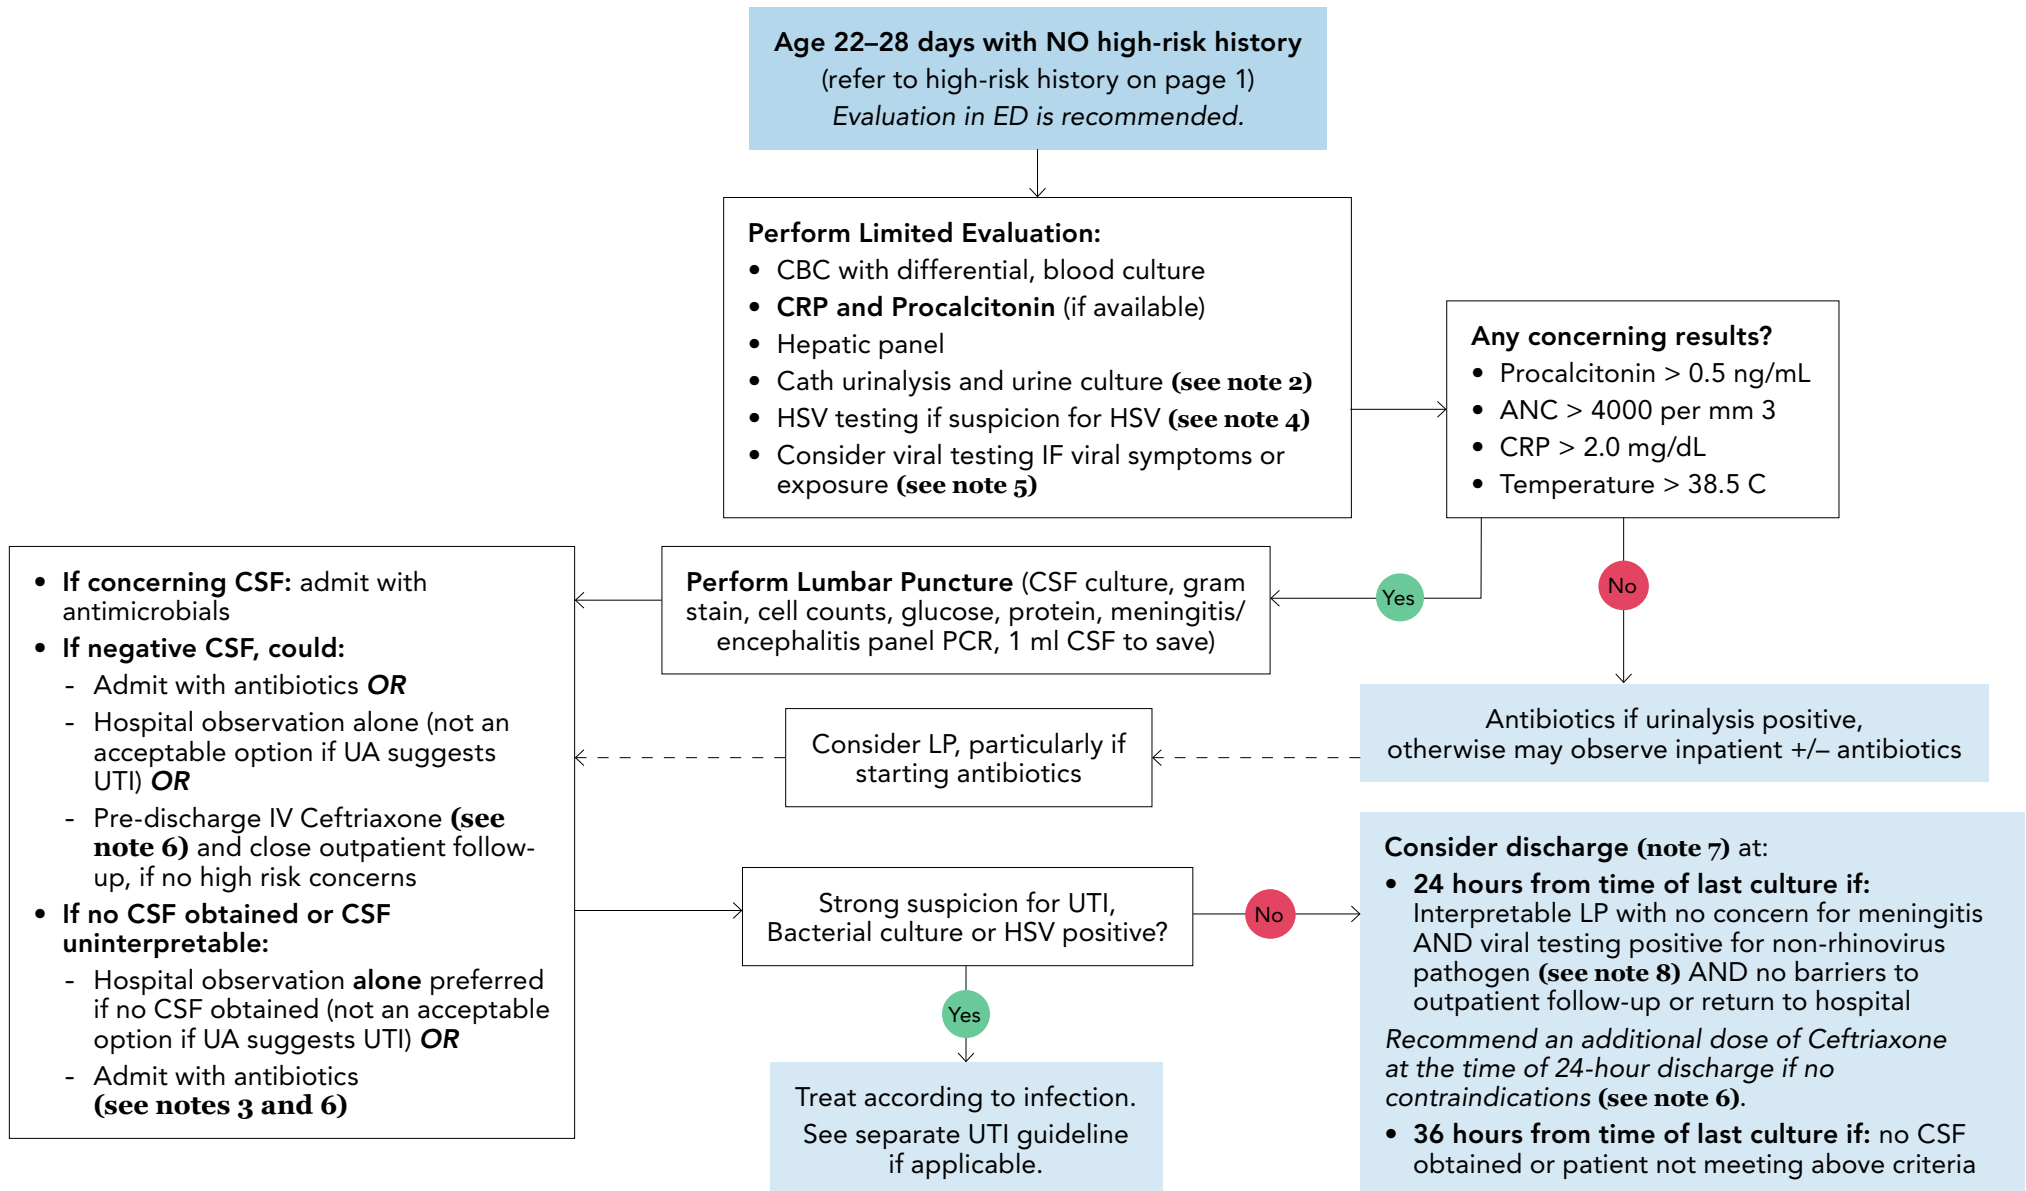 Age 22–28 days with NO high-risk history
(refer to high-risk history on page 1)
Evaluation in ED is recommended.
Perform Limited Evaluation:
• CBC with differential, blood culture
• CRP and Procalcitonin (if available)
• Hepatic panel
• Cath urinalysis and urine culture (see note 2)
• HSV testing if suspicion for HSV (see note 4)
• Consider viral testing IF viral symptoms or
exposure (see note 5)
Any concerning results?
• Procalcitonin > 0.5 ng/mL
• ANC > 4000 per mm 3
• CRP > 2.0 mg/dL
• Temperature > 38.5 C
Yes
No
Perform Lumbar Puncture (CSF culture, gram
stain, cell counts, glucose, protein, meningitis/
encephalitis panel PCR, 1 ml CSF to save)
Antibiotics if urinalysis positive,
otherwise may observe inpatient +/– antibiotics
Consider LP, particularly if
starting antibiotics
• If concerning CSF: admit with
antimicrobials
• If negative CSF, could:
- Admit with antibiotics OR
- Hospital observation alone (not an
acceptable option if UA suggests
UTI) OR
- Pre-discharge IV Ceftriaxone (see
note 6) and close outpatient follow-
up, if no high risk concerns
• If no CSF obtained or CSF
uninterpretable:
- Hospital observation alone preferred
if no CSF obtained (not an acceptable
option if UA suggests UTI) OR
- Admit with antibiotics
(see notes 3 and 6)
Strong suspicion for UTI,
Bacterial culture or HSV positive?
No
Yes
Treat according to infection.
See separate UTI guideline
if applicable.
Consider discharge (note 7) at:
• 24 hours from time of last culture if:
Interpretable LP with no concern for meningitis
AND viral testing positive for non-rhinovirus
pathogen (see note 8) AND no barriers to
outpatient follow-up or return to hospital
Recommend an additional dose of Ceftriaxone
at the time of 24-hour discharge if no
contraindications (see note 6).
• 36 hours from time of last culture if: no CSF
obtained or patient not meeting above criteria